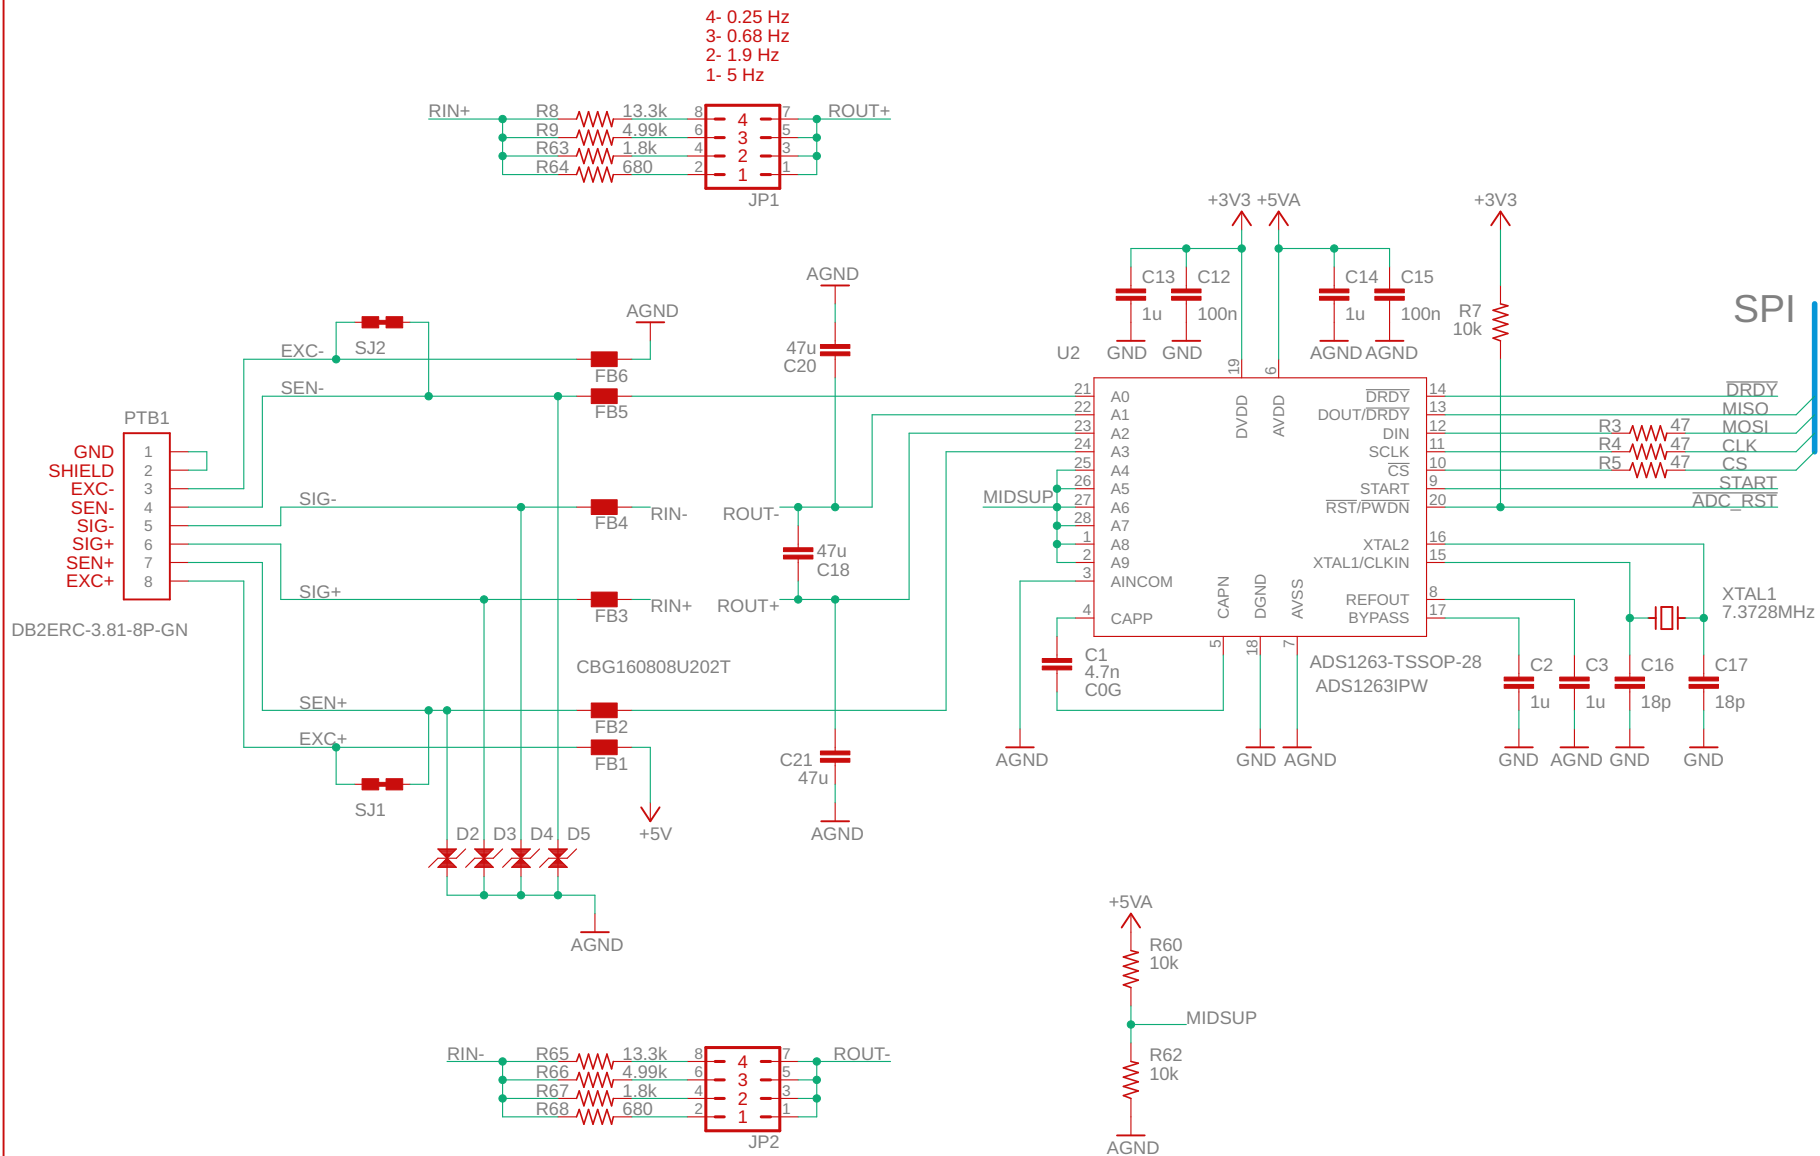 4- 0.25 Hz
3- 0.68 Hz
2- 1.9 Hz
1- 5 Hz
RIN+ R8 13.3k 8 4 7 ROUT+
R9 4.99k 6 3 5
R63 1.8k 4 2 3
R64 680 2 1 1
JP1
+3V3 +5VA +3V3
AGND
AGND
C13 C12 C14 C15
1u 100n 1u 100n
R7
10k
SPI
SJ2
EXC-
SEN-
FB6
FB5
47u
C20
U2 GND GND AGND AGND
19 6
PTB1
GND 1
SHIELD 2
EXC- 3
SEN- 4
SIG- 5
SIG+ 6
SEN+ 7
EXC+ 8
DB2ERC-3.81-8P-GN
21 A0 DVDD AVDD DRDY 14 DRDY
22 A1 DOUT/DRDY 13 MISO
23 A2 DIN 12 R3 47 MOSI
24 A3 SCLK 11 R4 47 CLK
25 A4 CS 10 R5 47 CS
26 A5 START 9 START
MIDSUP 27 A6 RST/PWDN 20 ADC_RST
28 A7
1 A8 XTAL2 16
2 A9 XTAL1/CLKIN 15
3 AINCOM CAPN DGND AVSS REFOUT 8
4 CAPP BYPASS 17
5 18 7
SIG- FB4 RIN- ROUT-
47u
C18
SIG+ FB3 RIN+ ROUT+
CBG160808U202T
XTAL1
7.3728MHz
C1
4.7n
C0G
ADS1263-TSSOP-28
ADS1263IPW
C2 C3 C16 C17
1u 1u 18p 18p
SEN+
FB2
EXC+
FB1
SJ1
C21
47u
AGND GND AGND GND AGND GND GND
+5V
AGND
D2 D3 D4 D5
AGND
+5VA
R60
10k
MIDSUP
R62
10k
AGND
RIN- R65 13.3k 8 4 7 ROUT-
R66 4.99k 6 3 5
R67 1.8k 4 2 3
R68 680 2 1 1
JP2